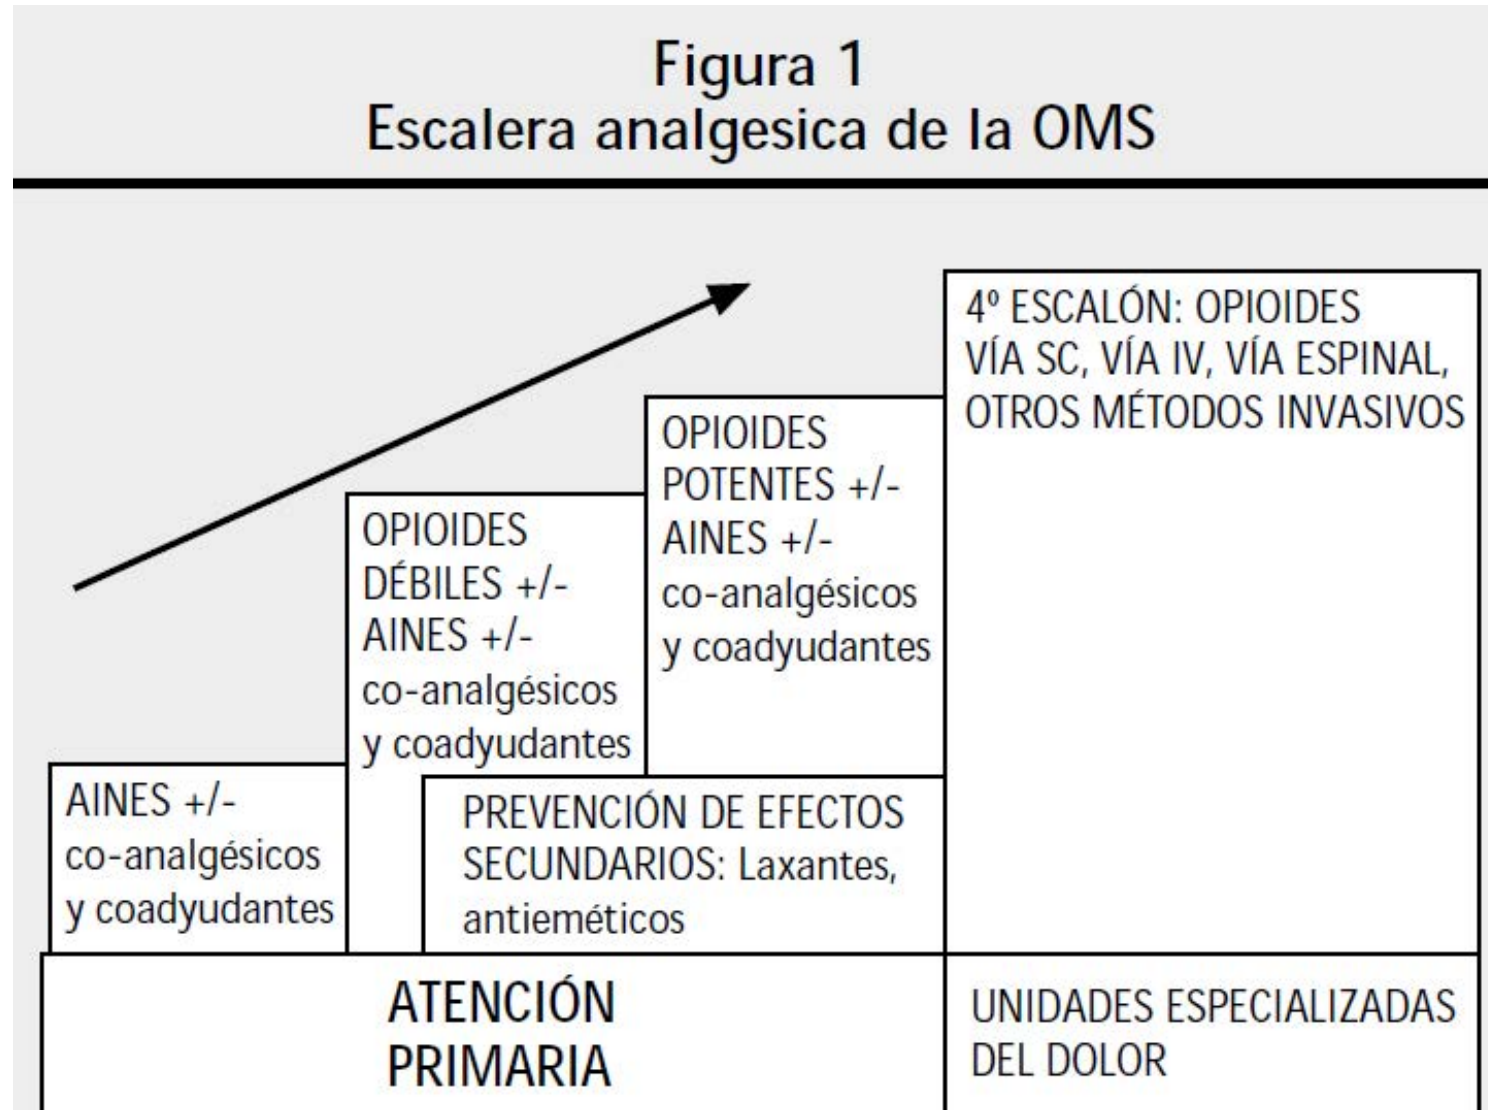 Figura 1
Escalera analgesica de la OMS
AINES +/-
co-analgésicos
y coadyudantes
OPIOIDES
DÉBILES +/-
AINES +/-
co-analgésicos
y coadyudantes
OPIOIDES
POTENTES +/-
AINES +/-
co-analgésicos
y coadyudantes
PREVENCIÓN DE EFECTOS
SECUNDARIOS: Laxantes,
antieméticos
4º ESCALÓN: OPIOIDES
VÍA SC, VÍA IV, VÍA ESPINAL,
OTROS MÉTODOS INVASIVOS
ATENCIÓN
PRIMARIA
UNIDADES ESPECIALIZADAS
DEL DOLOR